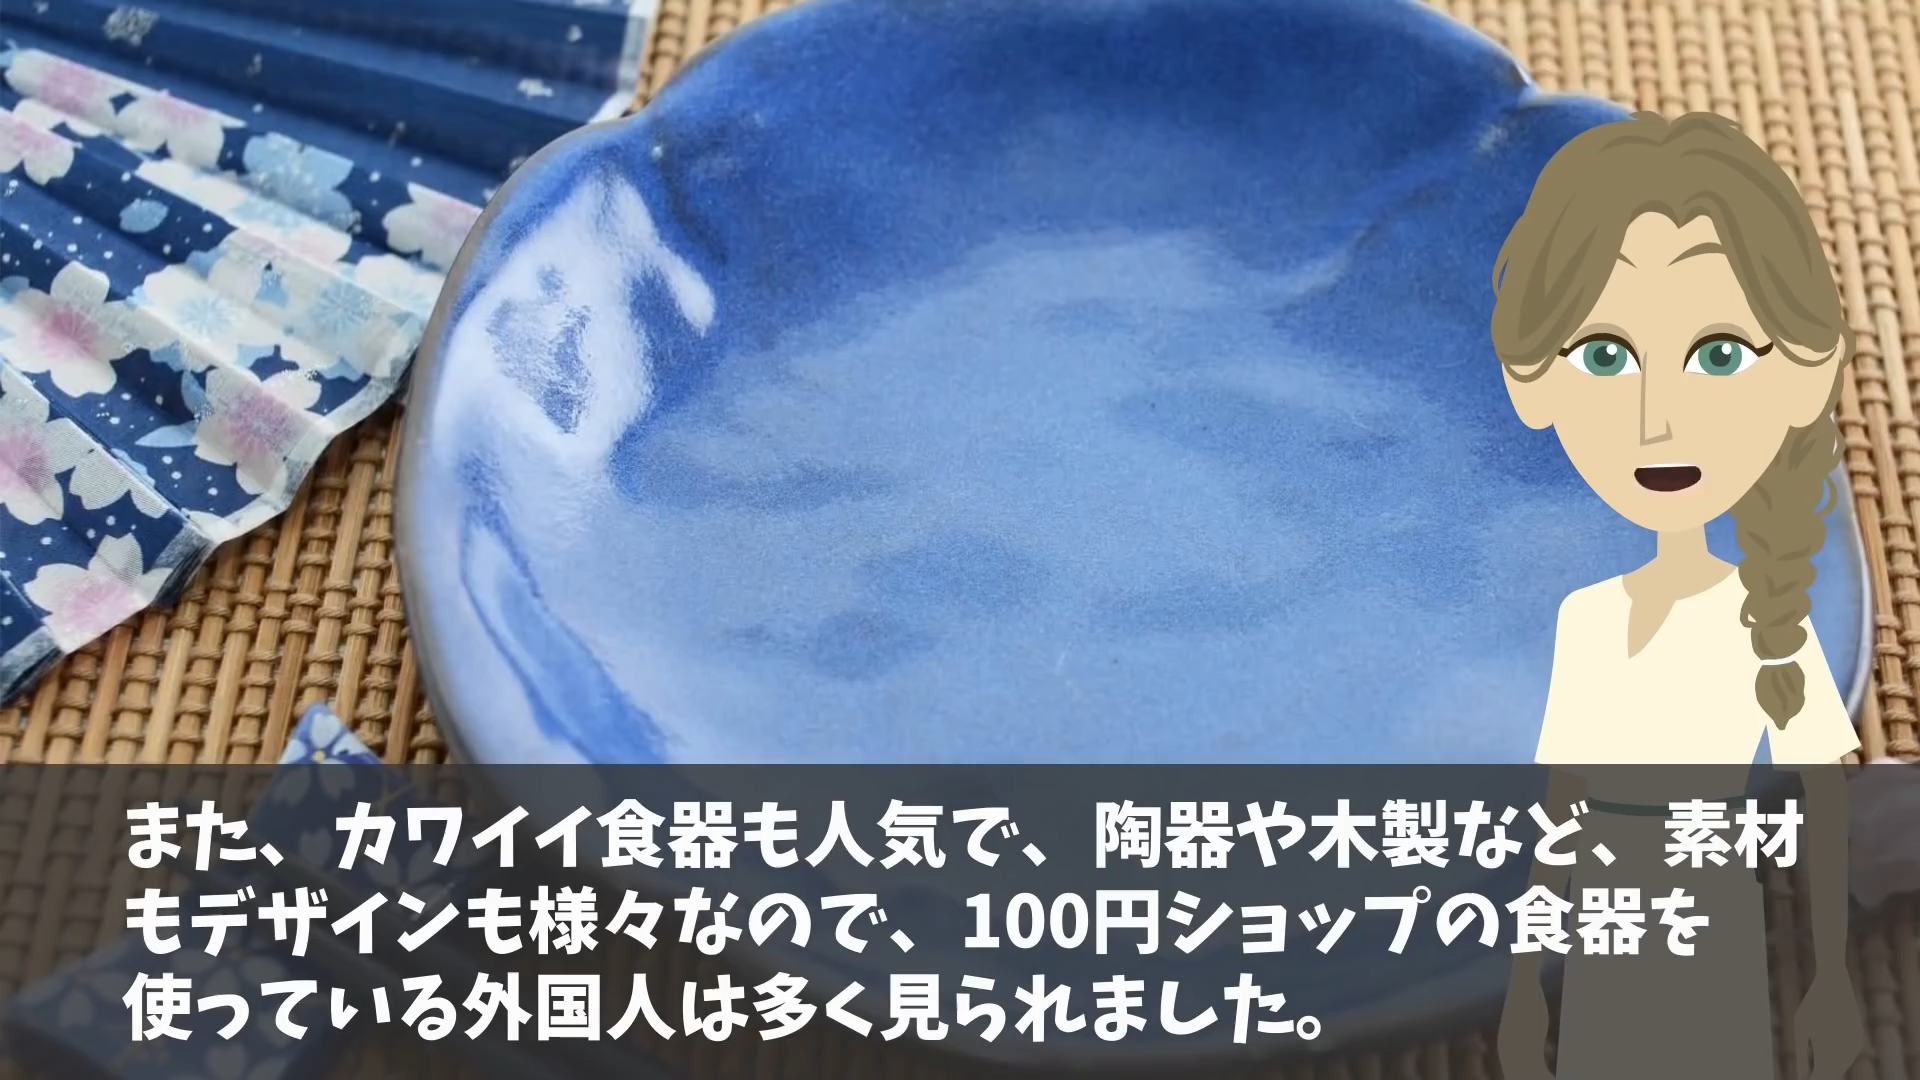 また、カワイイ食器も人気で、陶器や木製など、素材
もデザインも様々なので、100円ショップの食器を
使っている外国人は多く見られました。